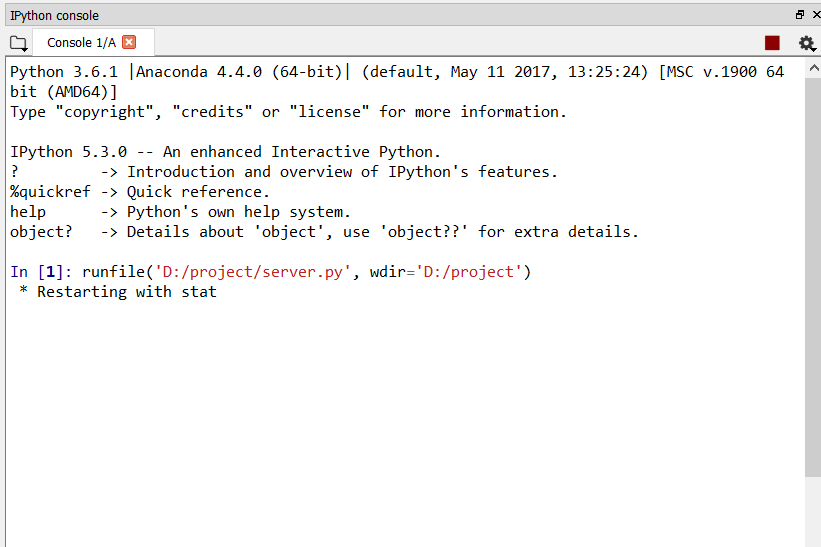 IPython console
Console 1/A
Python 3.6.1 |Anaconda 4.4.0 (64-bit)| (default, May 11 2017, 13:25:24) [MSC v.1900 64
bit (AMD64)]
Type "copyright", "credits" or "license" for more information.
IPython 5.3.0 -- An enhanced Interactive Python.
?         -> Introduction and overview of IPython's features.
%quickref -> Quick reference.
help      -> Python's own help system.
object?   -> Details about 'object', use 'object??' for extra details.
In [1]: runfile('D:/project/server.py', wdir='D:/project')
 * Restarting with stat